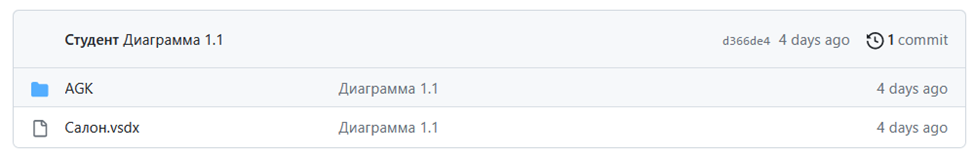 Студент Диаграмма 1.1 d366de4 4 days ago 1 commit
AGK Диаграмма 1.1 4 days ago
Салон.vsdx Диаграмма 1.1 4 days ago